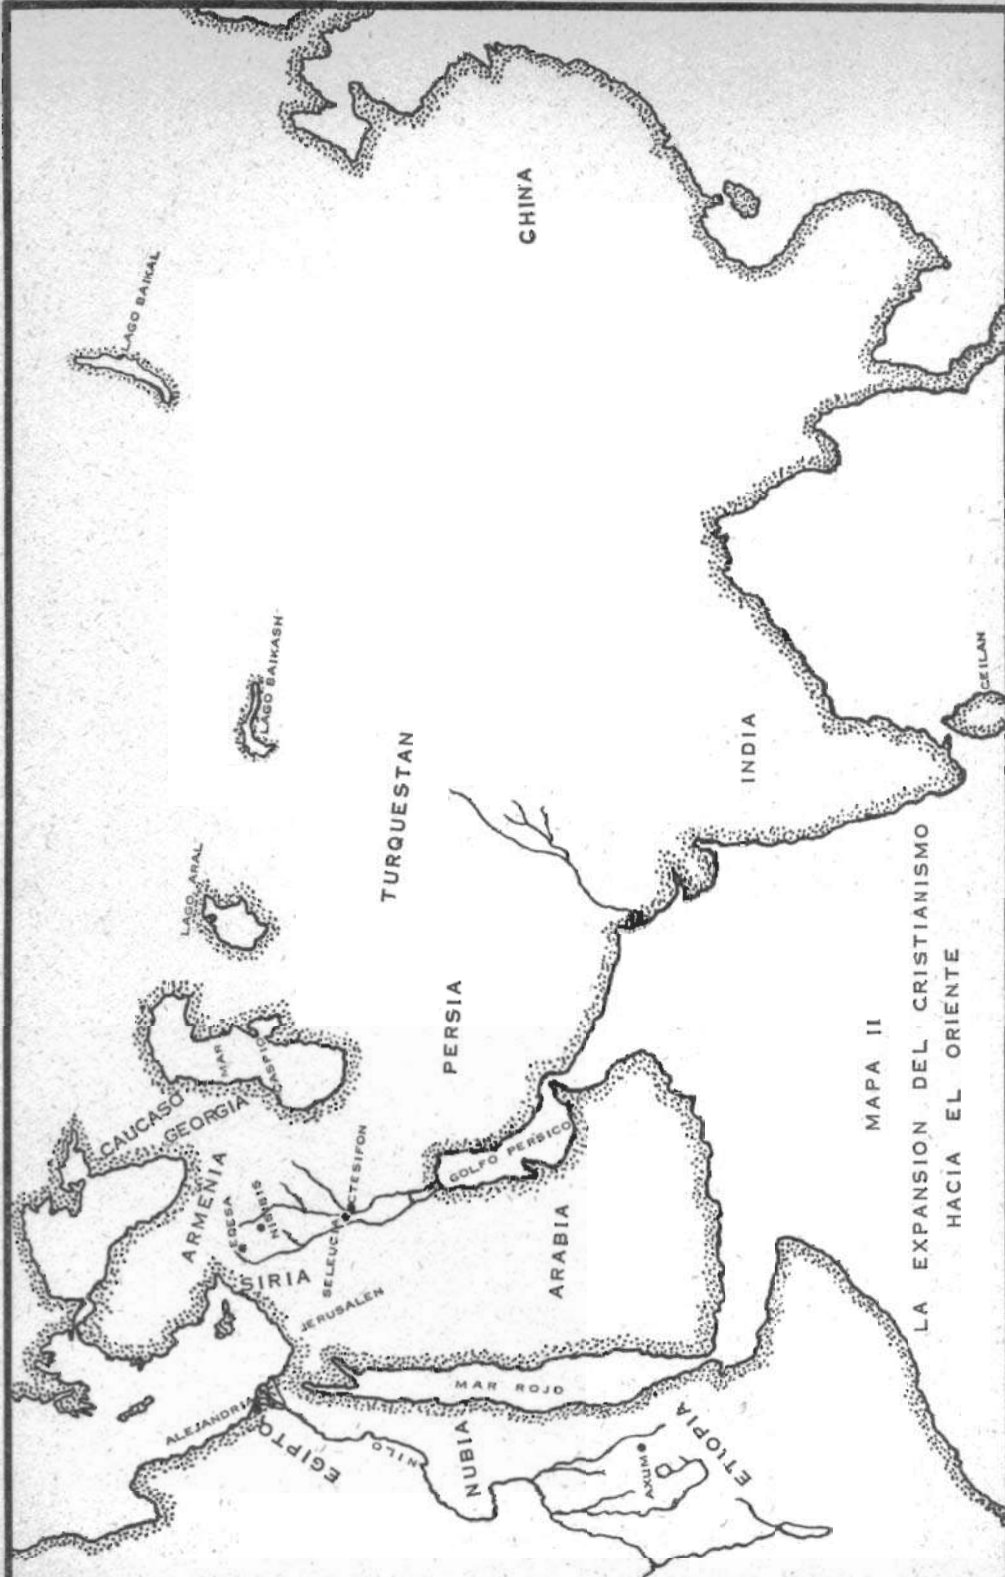 MAPA II
LA EXPANSION DEL CRISTIANISMO
HACIA EL ORIENTE
CAUCASO
GEORGIA
MAR
CASPIO
LAGO ARAL
LAGO BAIKASH
LAGO BAIKAL
ARMENIA
EDESA
NISIBIS
SIRIA
SELEUCIA
CTESIFON
JERUSALEN
PERSIA
TURQUESTAN
CHINA
GOLFO PERSICO
ARABIA
INDIA
CEILAN
ALEJANDRIA
EGIPTO
NILO
MAR ROJO
NUBIA
AXUM
ETIOPIA